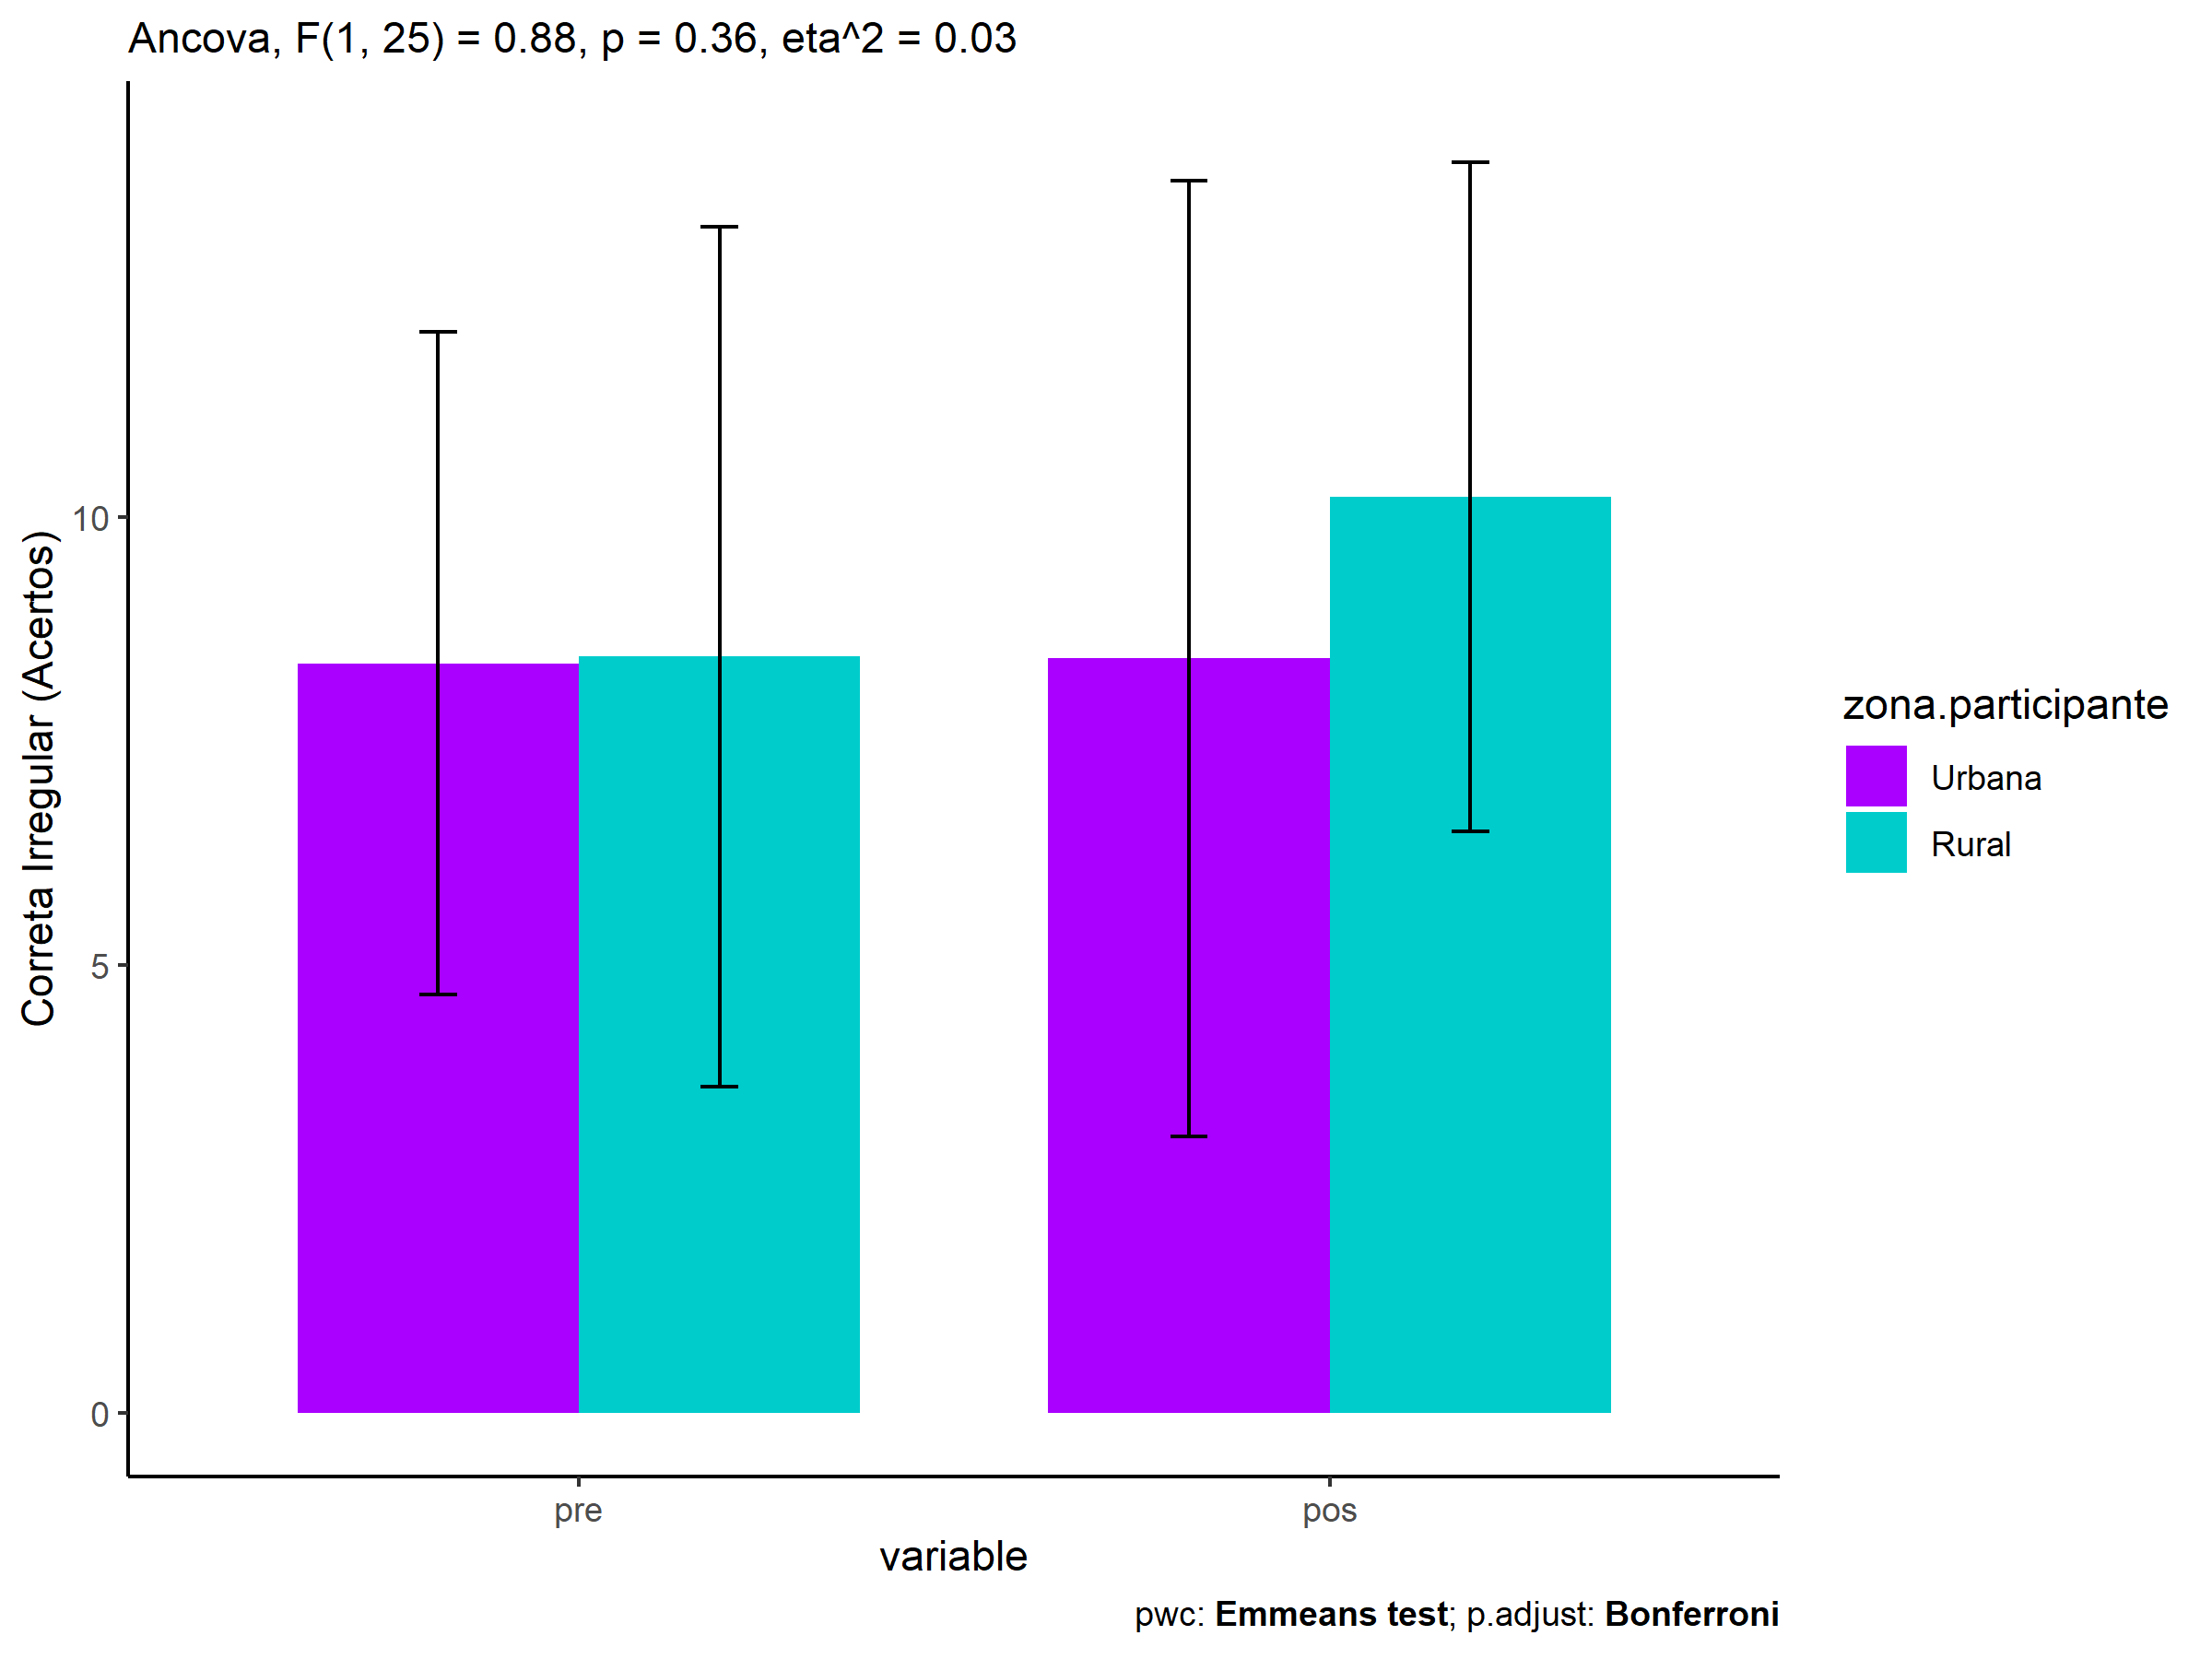 Ancova, F(1, 25) = 0.88, p = 0.36, eta^2 = 0.03
Correta Irregular (Acertos)
10
5
0
pre
pos
variable
zona.participante
Urbana
Rural
pwc: Emmeans test; p.adjust: Bonferroni